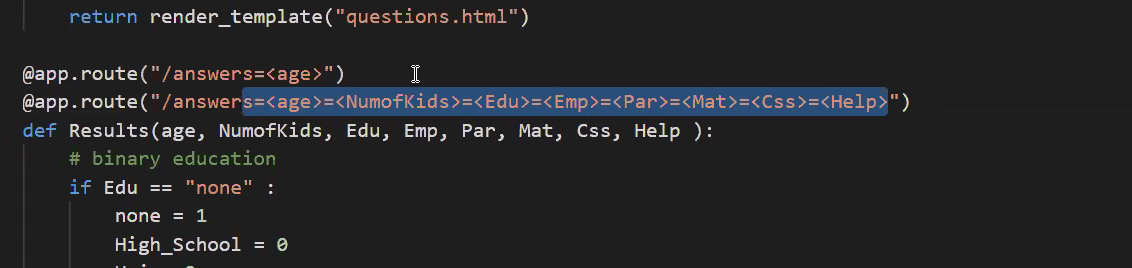 return render_template("questions.html")
@app.route("/answers=<age>")
@app.route("/answers=<age>=<NumofKids>=<Edu>=<Emp>=<Par>=<Mat>=<Css>=<Help>")
def Results(age, NumofKids, Edu, Emp, Par, Mat, Css, Help ):
# binary education
if Edu == "none" :
none = 1
High_School = 0